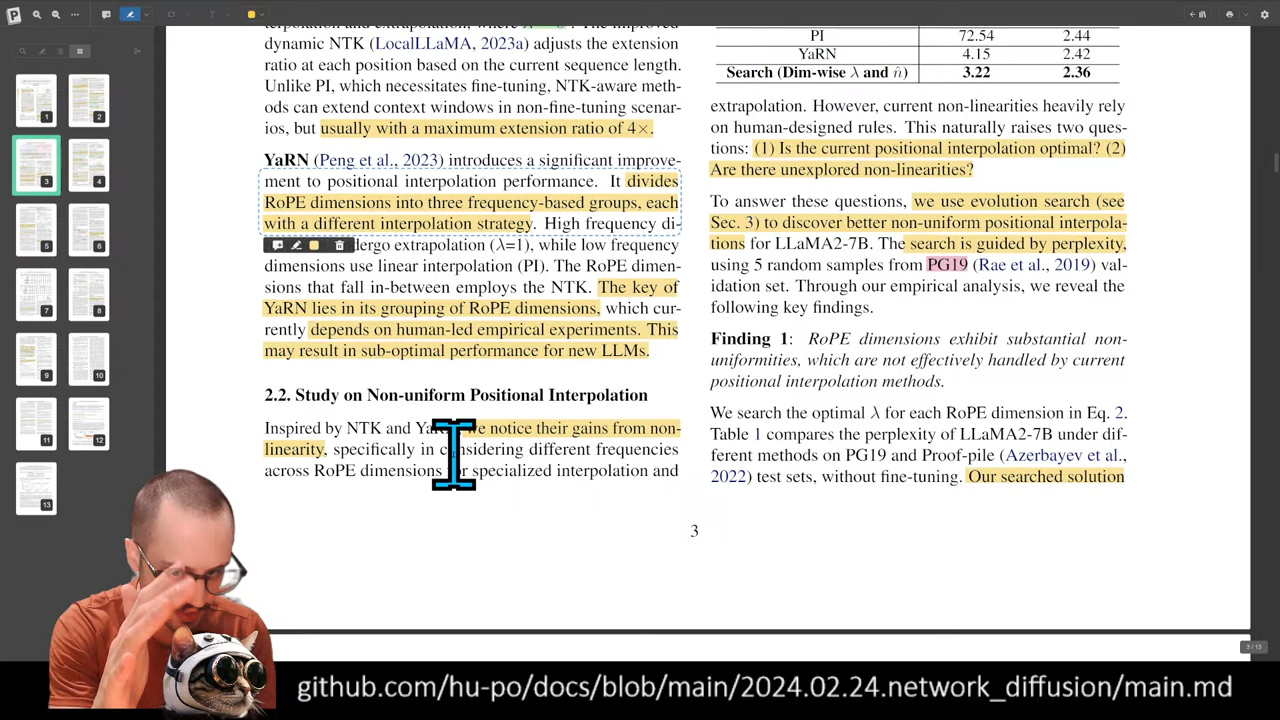 dynamic NTK (LocalLLaMA, 2023a) adjusts the extension
ratio at each position based on the current sequence length.
Unlike PI, which necessitates fine-tuning, NTK-aware meth-
ods can extend context windows in non-fine-tuning scenar-
ios, but usually with a maximum extension ratio of 4×.
YaRN (Peng et al., 2023) introduces a significant improve-
ment to positional interpolation performance. It divides
RoPE dimensions into three frequency-based groups, each
with a different interpolation strategy. High frequency di-
dergo extrapolation (λ=1), while low frequency
dimensions use linear interpolation (PI). The RoPE dimen-
sions that fall in-between employs the NTK. The key of
YaRN lies in its grouping of RoPE dimensions, which cur-
rently depends on human-led empirical experiments. This
may result in sub-optimal performance for new LLMs.
2.2. Study on Non-uniform Positional Interpolation
Inspired by NTK and Ya we notice their gains from non-
linearity, specifically in considering different frequencies
across RoPE dimensions specialized interpolation and
PI 72.54 2.44
YaRN 4.15 2.42
Search (Dim-wise λ and n̂) 3.22 2.36
extrapolation. However, current non-linearities heavily rely
on human-designed rules. This naturally raises two ques-
tions: (1) Is the current positional interpolation optimal? (2)
Are there unexplored non-linearities?
To answer these questions, we use evolution search (see
Sec. ) to discover better non-uniform positional interpola-
tions for LLaMA2-7B. The search is guided by perplexity,
using 5 random samples from PG19 (Rae et al., 2019) val-
idation set. Through our empirical analysis, we reveal the
following key findings.
Finding 1: RoPE dimensions exhibit substantial non-
uniformities, which are not effectively handled by current
positional interpolation methods.
We search the optimal λ for each RoPE dimension in Eq. 2.
Table 1 compares the perplexity of LLaMA2-7B under dif-
ferent methods on PG19 and Proof-pile (Azerbayev et al.,
2022) test sets, without fine-tuning. Our searched solution
3
1
2
3
4
5
6
7
8
9
10
11
12
13
3 / 13
github.com/hu-po/docs/blob/main/2024.02.24.network_diffusion/main.md